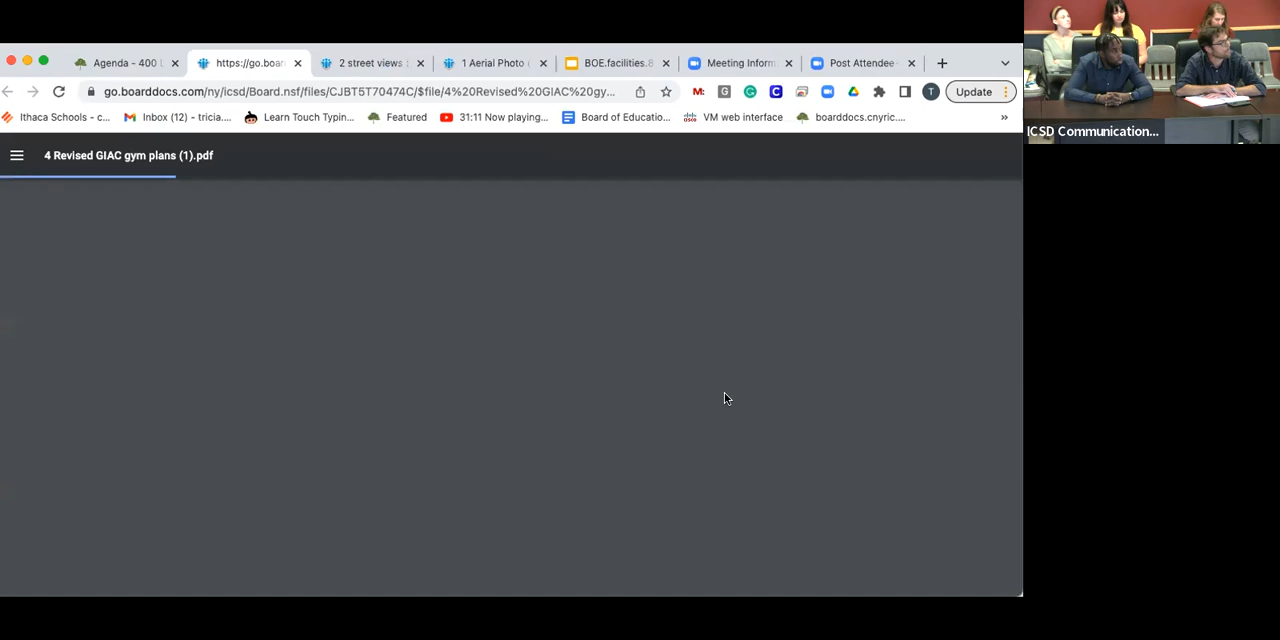 Agenda - 400 L
https://go.boar
2 street views :
1 Aerial Photo (
BOE.facilities.8
Meeting Inform
Post Attendee
go.boarddocs.com/ny/icsd/Board.nsf/files/CJBT5T70474C/$file/4%20Revised%20GIAC%20gy...
M:
G
C
T
Update
Ithaca Schools - c...
Inbox (12) - tricia....
Learn Touch Typin...
Featured
31:11 Now playing...
Board of Educatio...
VM web interface
boarddocs.cnyric....
4 Revised GIAC gym plans (1).pdf
ICSD Communication...